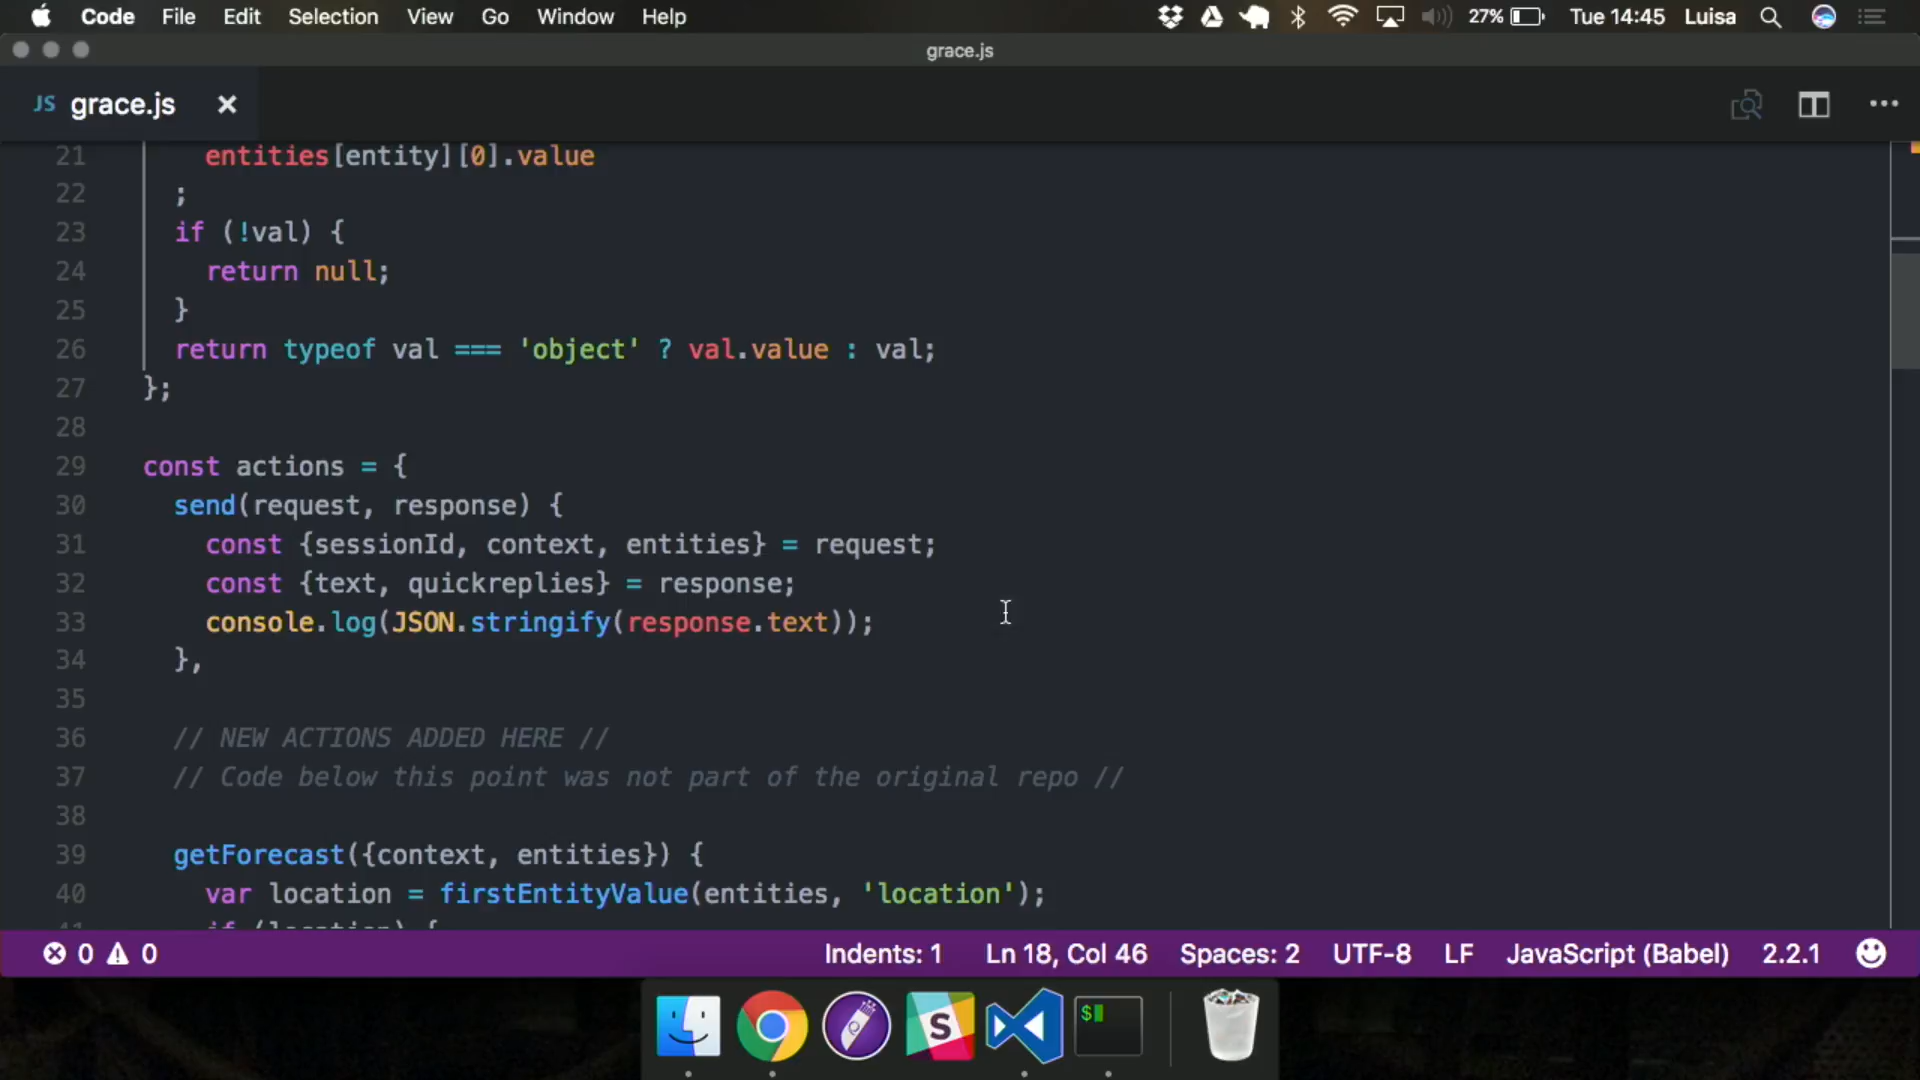 Code File Edit Selection View Go Window Help 27% Tue 14:45 Luisa
grace.js
JS grace.js
21 entities[entity][0].value
22 ;
23 if (!val) {
24 return null;
25 }
26 return typeof val === 'object' ? val.value : val;
27 };
28
29 const actions = {
30 send(request, response) {
31 const {sessionId, context, entities} = request;
32 const {text, quickreplies} = response;
33 console.log(JSON.stringify(response.text));
34 },
35
36 // NEW ACTIONS ADDED HERE //
37 // Code below this point was not part of the original repo //
38
39 getForecast({context, entities}) {
40 var location = firstEntityValue(entities, 'location');
41 if (location) {
0 0 Indents: 1 Ln 18, Col 46 Spaces: 2 UTF-8 LF JavaScript (Babel) 2.2.1
S $